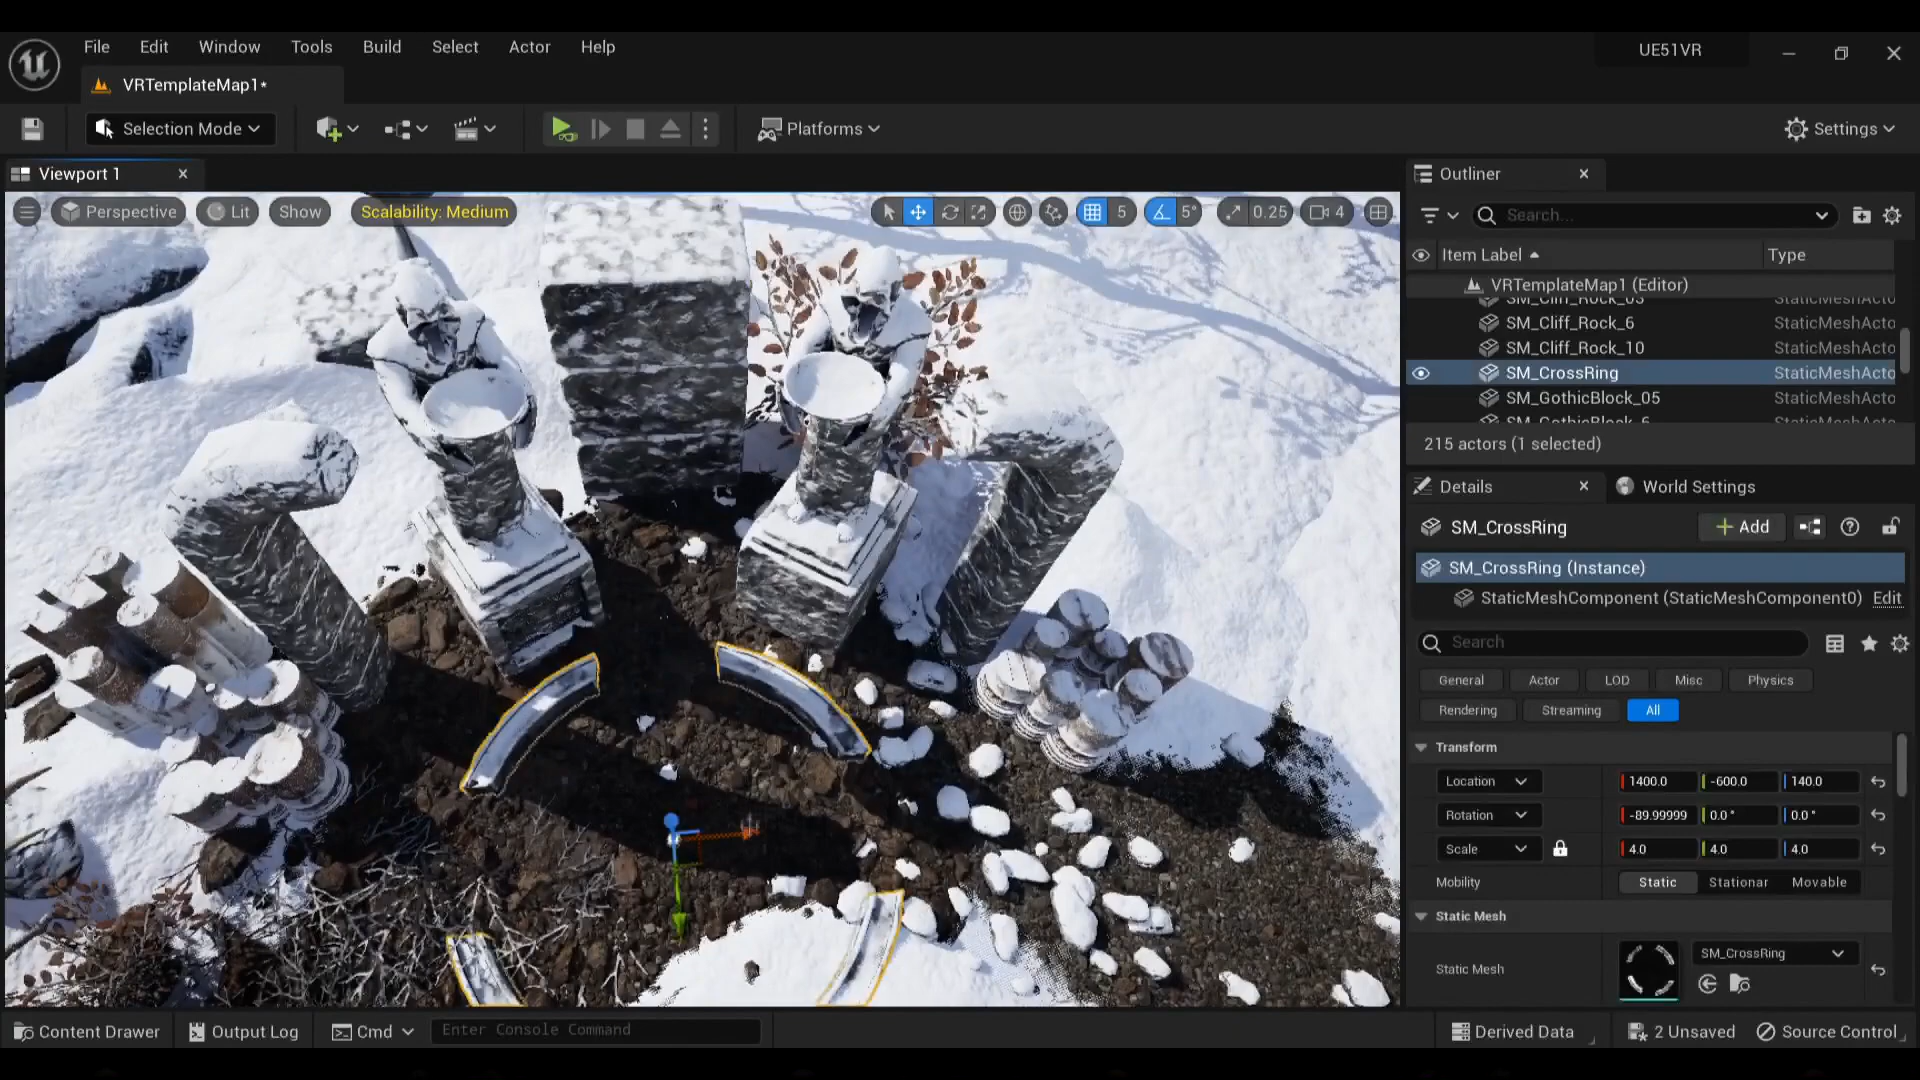 File Edit Window Tools Build Select Actor Help
UE51VR
VRTemplateMap1*
Selection Mode
Platforms
Settings
Viewport 1
Outliner
Perspective
Lit
Show
Scalability: Medium
5
5°
0.25
4
Search...
Item Label
Type
VRTemplateMap1 (Editor)
SM_Cliff_Rock_03
SM_Cliff_Rock_6 StaticMeshActo
SM_Cliff_Rock_10 StaticMeshActo
SM_CrossRing StaticMeshActo
SM_GothicBlock_05 StaticMeshActo
SM_GothicBlock_6
215 actors (1 selected)
Details
World Settings
SM_CrossRing
Add
SM_CrossRing (Instance)
StaticMeshComponent (StaticMeshComponent0) Edit
Search
General Actor LOD Misc Physics
Rendering Streaming All
Transform
Location 1400.0 -600.0 140.0
Rotation -89.99999 0.0° 0.0°
Scale 4.0 4.0 4.0
Mobility Static Stationar Movable
Static Mesh
SM_CrossRing
Static Mesh
Content Drawer
Output Log
Cmd
Enter Console Command
Derived Data
2 Unsaved
Source Control